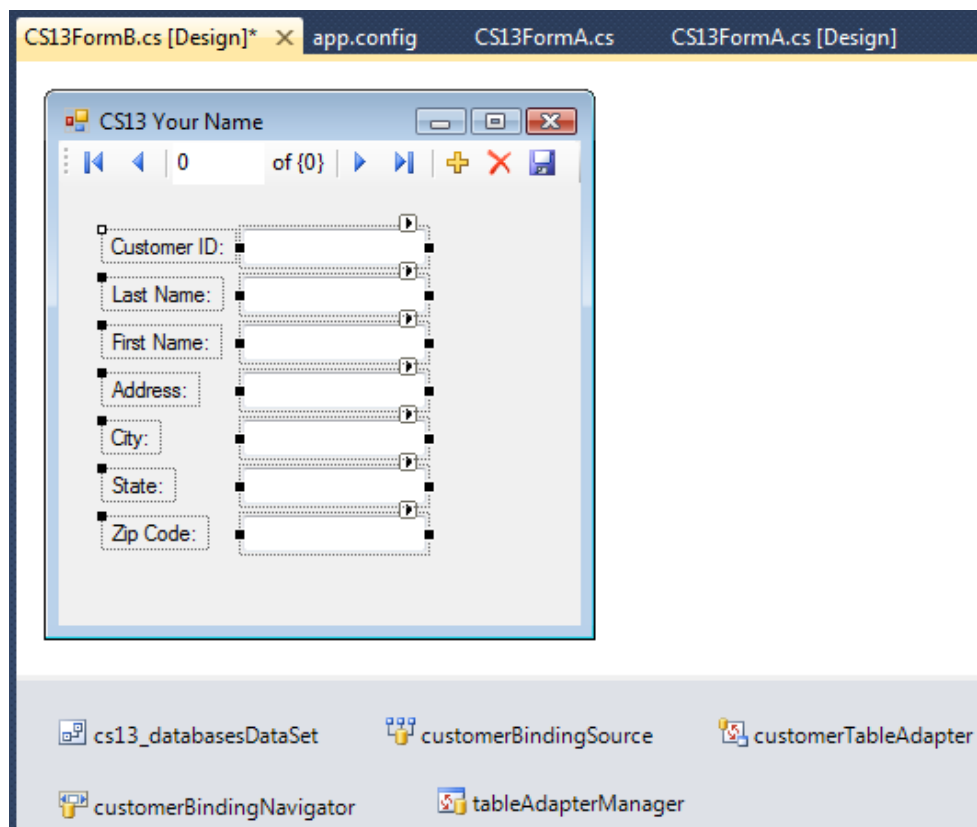 CS13FormB.cs [Design]* app.config CS13FormA.cs CS13FormA.cs [Design]
CS13 Your Name
0 of {0}
Customer ID:
Last Name:
First Name:
Address:
City:
State:
Zip Code:
cs13_databasesDataSet customerBindingSource customerTableAdapter
customerBindingNavigator tableAdapterManager